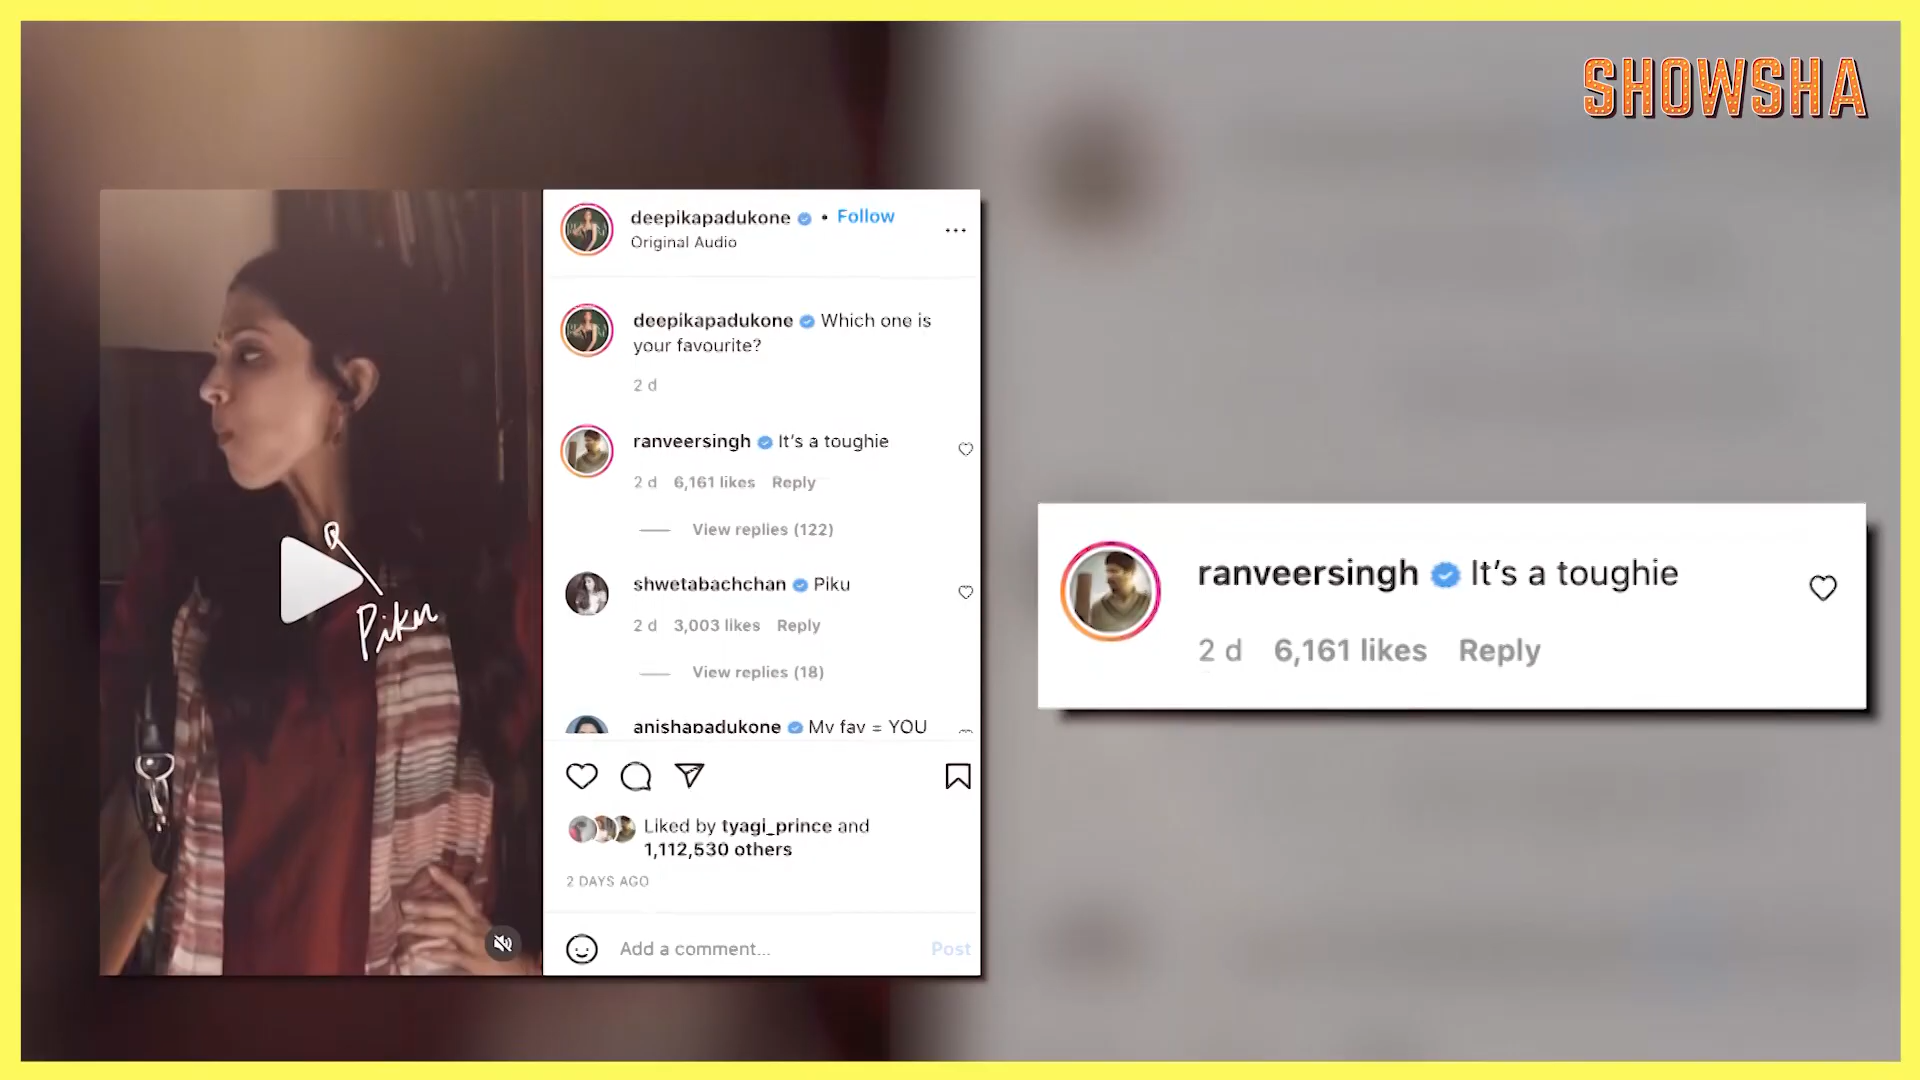 SHOWSHA
deepikapadukone • Follow
Original Audio
deepikapadukone Which one is
your favourite?
2 d
ranveersingh It's a toughie
2 d 6,161 likes Reply
View replies (122)
shwetabachchan Piku
2 d 3,003 likes Reply
View replies (18)
anishapadukone My fav = YOU
Liked by tyagi_prince and
1,112,530 others
2 DAYS AGO
Add a comment... Post
Piku
ranveersingh It's a toughie
2 d 6,161 likes Reply